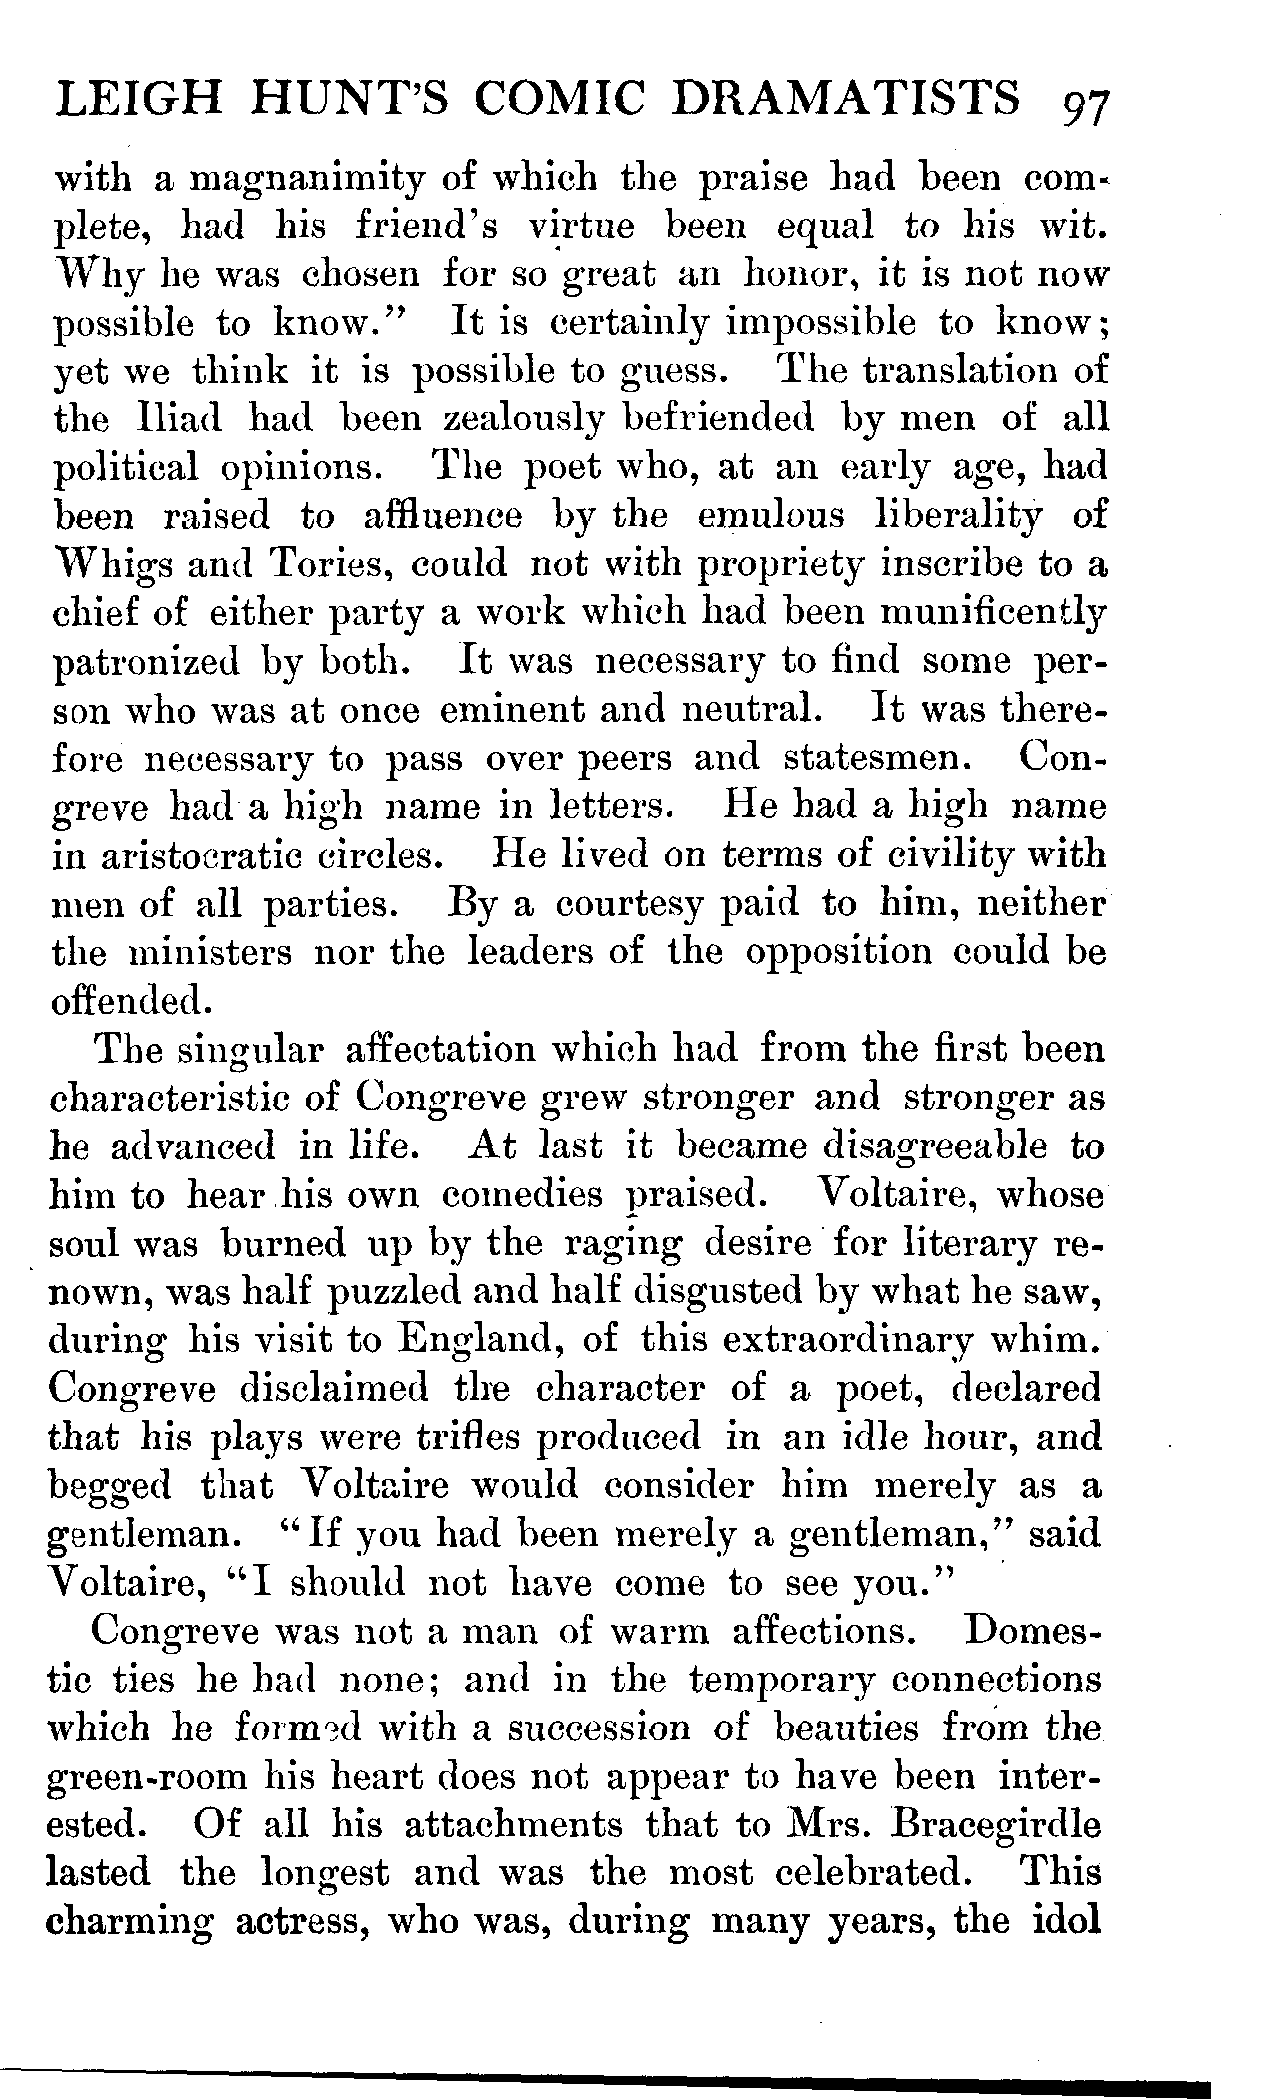 LEIGH HUNT'S COMIC DRAMATISTS 97
with a magnanimity of which the praise had been com-
plete, had his friend's virtue been equal to his wit.
Why he was chosen for so great an honor, it is not now
possible to know." It is certainly impossible to know;
yet we think it is possible to guess. The translation of
the Iliad had been zealously befriended by men of all
political opinions. The poet who, at an early age, had
been raised to affluence by the emulous liberality of
Whigs and Tories, could not with propriety inscribe to a
chief of either party a work which had been munificently
patronized by both. It was necessary to find some per-
son who was at once eminent and neutral. It was there-
fore necessary to pass over peers and statesmen. Con-
greve had a high name in letters. He had a high name
in aristocratic circles. He lived on terms of civility with
men of all parties. By a courtesy paid to him, neither
the ministers nor the leaders of the opposition could be
offended.
The singular affectation which had from the first been
characteristic of Congreve grew stronger and stronger as
he advanced in life. At last it became disagreeable to
him to hear his own comedies praised. Voltaire, whose
soul was burned up by the raging desire for literary re-
nown, was half puzzled and half disgusted by what he saw,
during his visit to England, of this extraordinary whim.
Congreve disclaimed the character of a poet, declared
that his plays were trifles produced in an idle hour, and
begged that Voltaire would consider him merely as a
gentleman. "If you had been merely a gentleman," said
Voltaire, "I should not have come to see you."
Congreve was not a man of warm affections. Domes-
tic ties he had none; and in the temporary connections
which he formed with a succession of beauties from the
green-room his heart does not appear to have been inter-
ested. Of all his attachments that to Mrs. Bracegirdle
lasted the longest and was the most celebrated. This
charming actress, who was, during many years, the idol